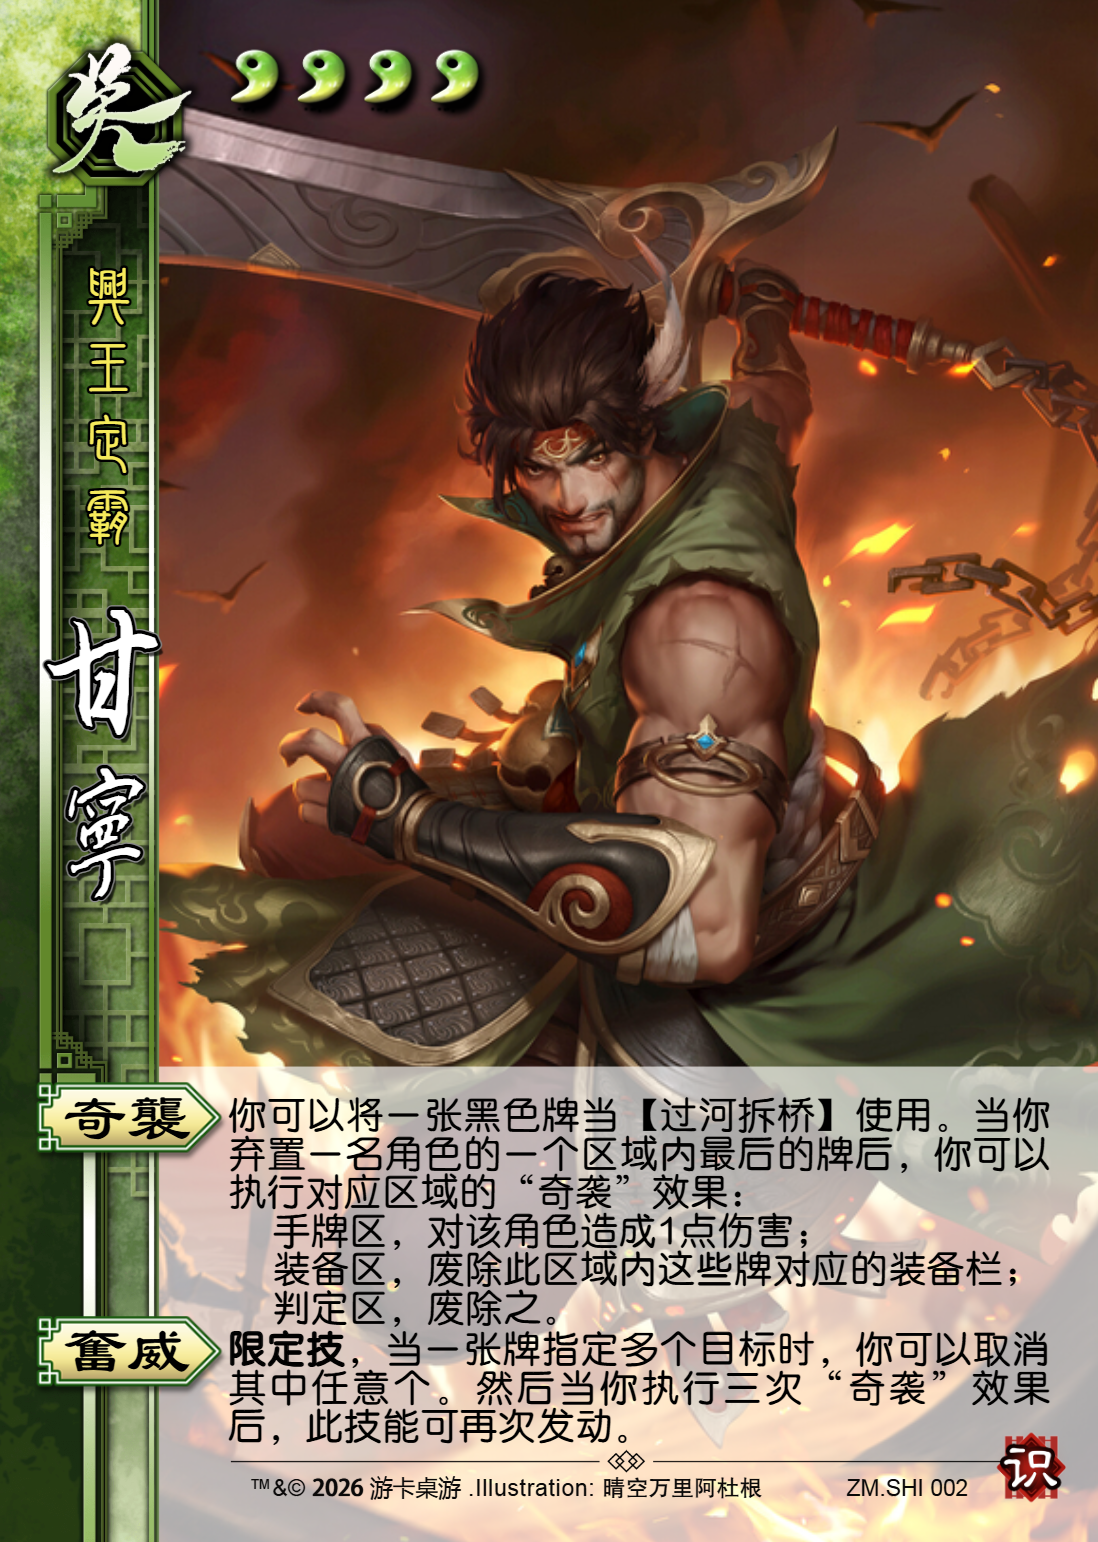 吴
興王定霸
甘寧
奇襲
你可以将一张黑色牌当【过河拆桥】使用。当你
弃置一名角色的一个区域内最后的牌后，你可以
执行对应区域的“奇袭”效果：
手牌区，对该角色造成1点伤害；
装备区，废除此区域内这些牌对应的装备栏；
判定区，废除之。
奮威
限定技，当一张牌指定多个目标时，你可以取消
其中任意个。然后当你执行三次“奇袭”效果
后，此技能可再次发动。
™&© 2026 游卡桌游 .Illustration: 晴空万里阿杜根
ZM.SHI 002
识